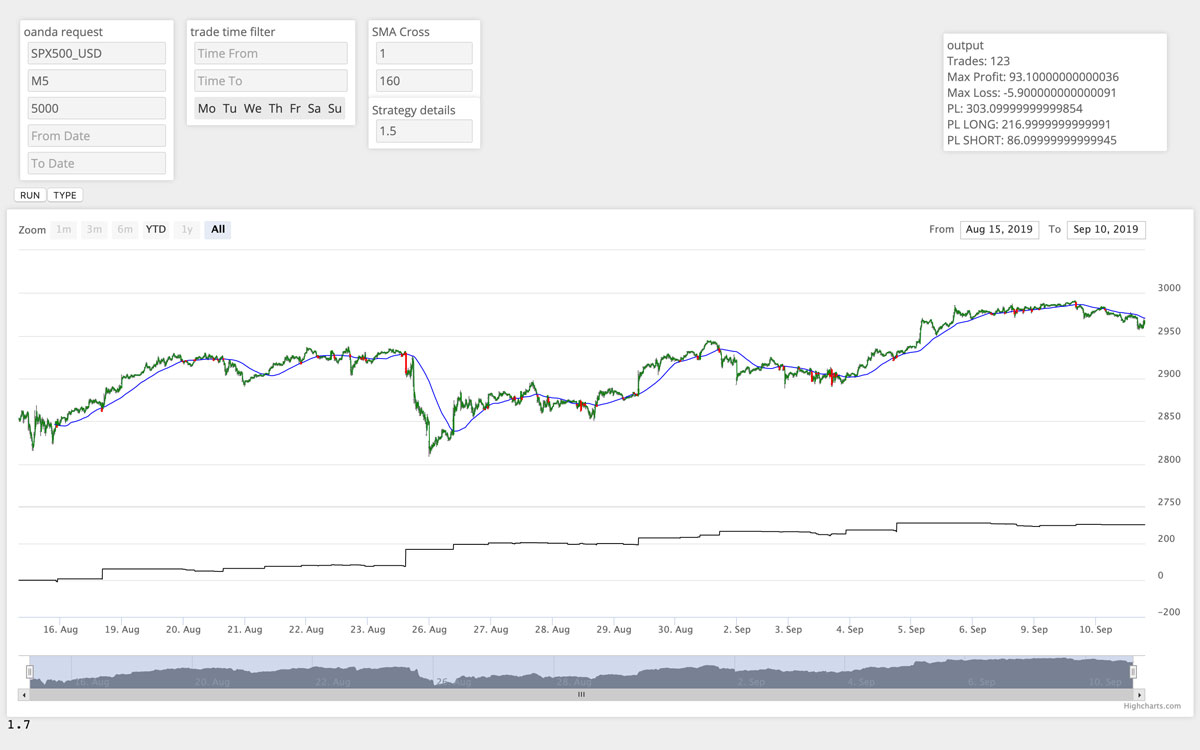 oanda request
SPX500_USD
M5
5000
From Date
To Date
trade time filter
Time From
Time To
Mo Tu We Th Fr Sa Su
SMA Cross
1
160
Strategy details
1.5
output
Trades: 123
Max Profit: 93.10000000000036
Max Loss: -5.900000000000091
PL: 303.09999999999854
PL LONG: 216.9999999999991
PL SHORT: 86.09999999999945
RUN TYPE
Zoom 1m 3m 6m YTD 1y All
From Aug 15, 2019 To Sep 10, 2019
3000
2950
2900
2850
2800
2750
200
0
-200
16. Aug 19. Aug 20. Aug 21. Aug 22. Aug 23. Aug 26. Aug 27. Aug 28. Aug 29. Aug 30. Aug 2. Sep 3. Sep 4. Sep 5. Sep 6. Sep 9. Sep 10. Sep
16. Aug 20. Aug 22. Aug 26. Aug 28. Aug 2. Sep 4. Sep 6. Sep 10. Sep
Highcharts.com
1.7